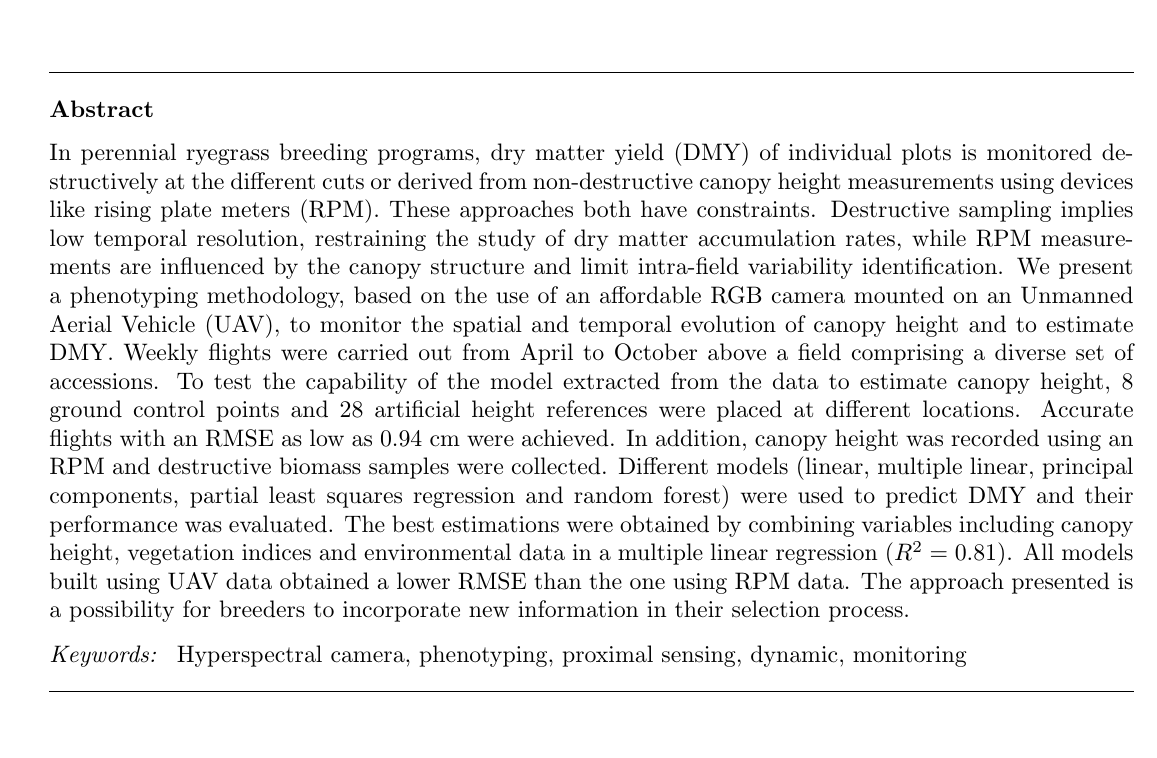 Abstract
In perennial ryegrass breeding programs, dry matter yield (DMY) of individual plots is monitored de-
structively at the different cuts or derived from non-destructive canopy height measurements using devices
like rising plate meters (RPM). These approaches both have constraints. Destructive sampling implies
low temporal resolution, restraining the study of dry matter accumulation rates, while RPM measure-
ments are influenced by the canopy structure and limit intra-field variability identification. We present
a phenotyping methodology, based on the use of an affordable RGB camera mounted on an Unmanned
Aerial Vehicle (UAV), to monitor the spatial and temporal evolution of canopy height and to estimate
DMY. Weekly flights were carried out from April to October above a field comprising a diverse set of
accessions. To test the capability of the model extracted from the data to estimate canopy height, 8
ground control points and 28 artificial height references were placed at different locations. Accurate
flights with an RMSE as low as 0.94 cm were achieved. In addition, canopy height was recorded using an
RPM and destructive biomass samples were collected. Different models (linear, multiple linear, principal
components, partial least squares regression and random forest) were used to predict DMY and their
performance was evaluated. The best estimations were obtained by combining variables including canopy
height, vegetation indices and environmental data in a multiple linear regression (R² = 0.81). All models
built using UAV data obtained a lower RMSE than the one using RPM data. The approach presented is
a possibility for breeders to incorporate new information in their selection process.
Keywords: Hyperspectral camera, phenotyping, proximal sensing, dynamic, monitoring